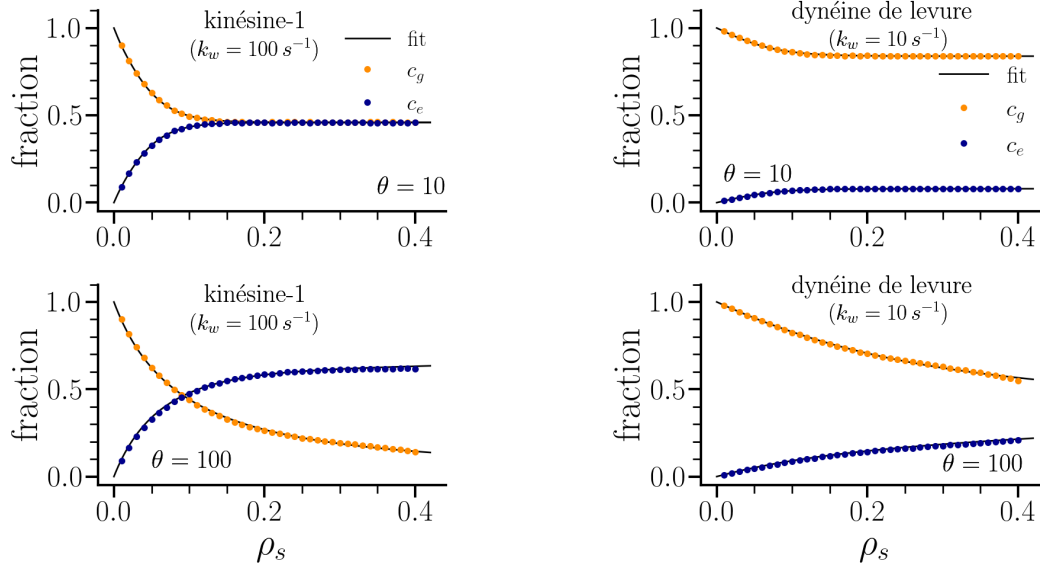 kinésine-1
(k_w = 100 s^{-1})
fit
c_g
c_e
θ = 10
fraction
1.0
0.5
0.0
0.0
0.2
0.4
dynéine de levure
(k_w = 10 s^{-1})
fit
c_g
c_e
θ = 10
fraction
1.0
0.5
0.0
0.0
0.2
0.4
kinésine-1
(k_w = 100 s^{-1})
θ = 100
fraction
1.0
0.5
0.0
0.0
0.2
0.4
ρ_s
dynéine de levure
(k_w = 10 s^{-1})
θ = 100
fraction
1.0
0.5
0.0
0.0
0.2
0.4
ρ_s